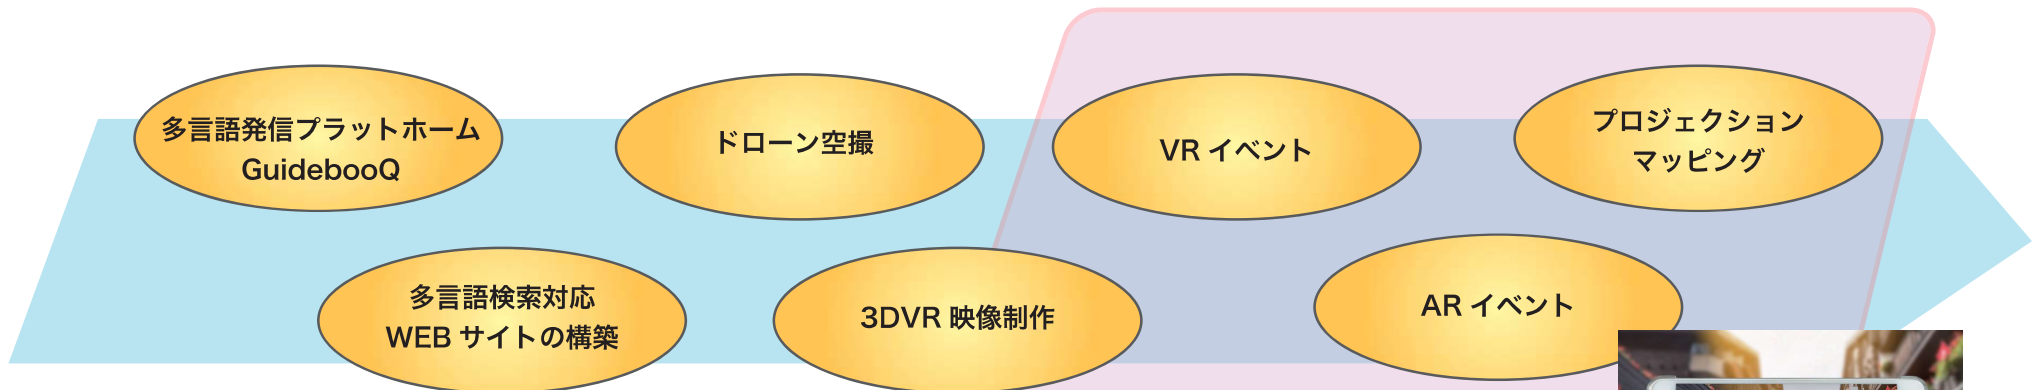 多言語発信プラットホーム
GuidebooQ
ドローン空撮
VR イベント
プロジェクション
マッピング
多言語検索対応
WEB サイトの構築
3DVR 映像制作
AR イベント